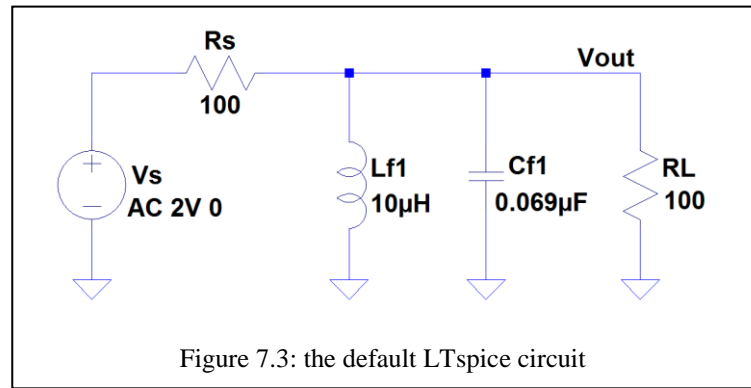 Rs
100
Vout
Vs
AC 2V 0
Lf1
10µH
Cf1
0.069µF
RL
100
Figure 7.3: the default LTspice circuit